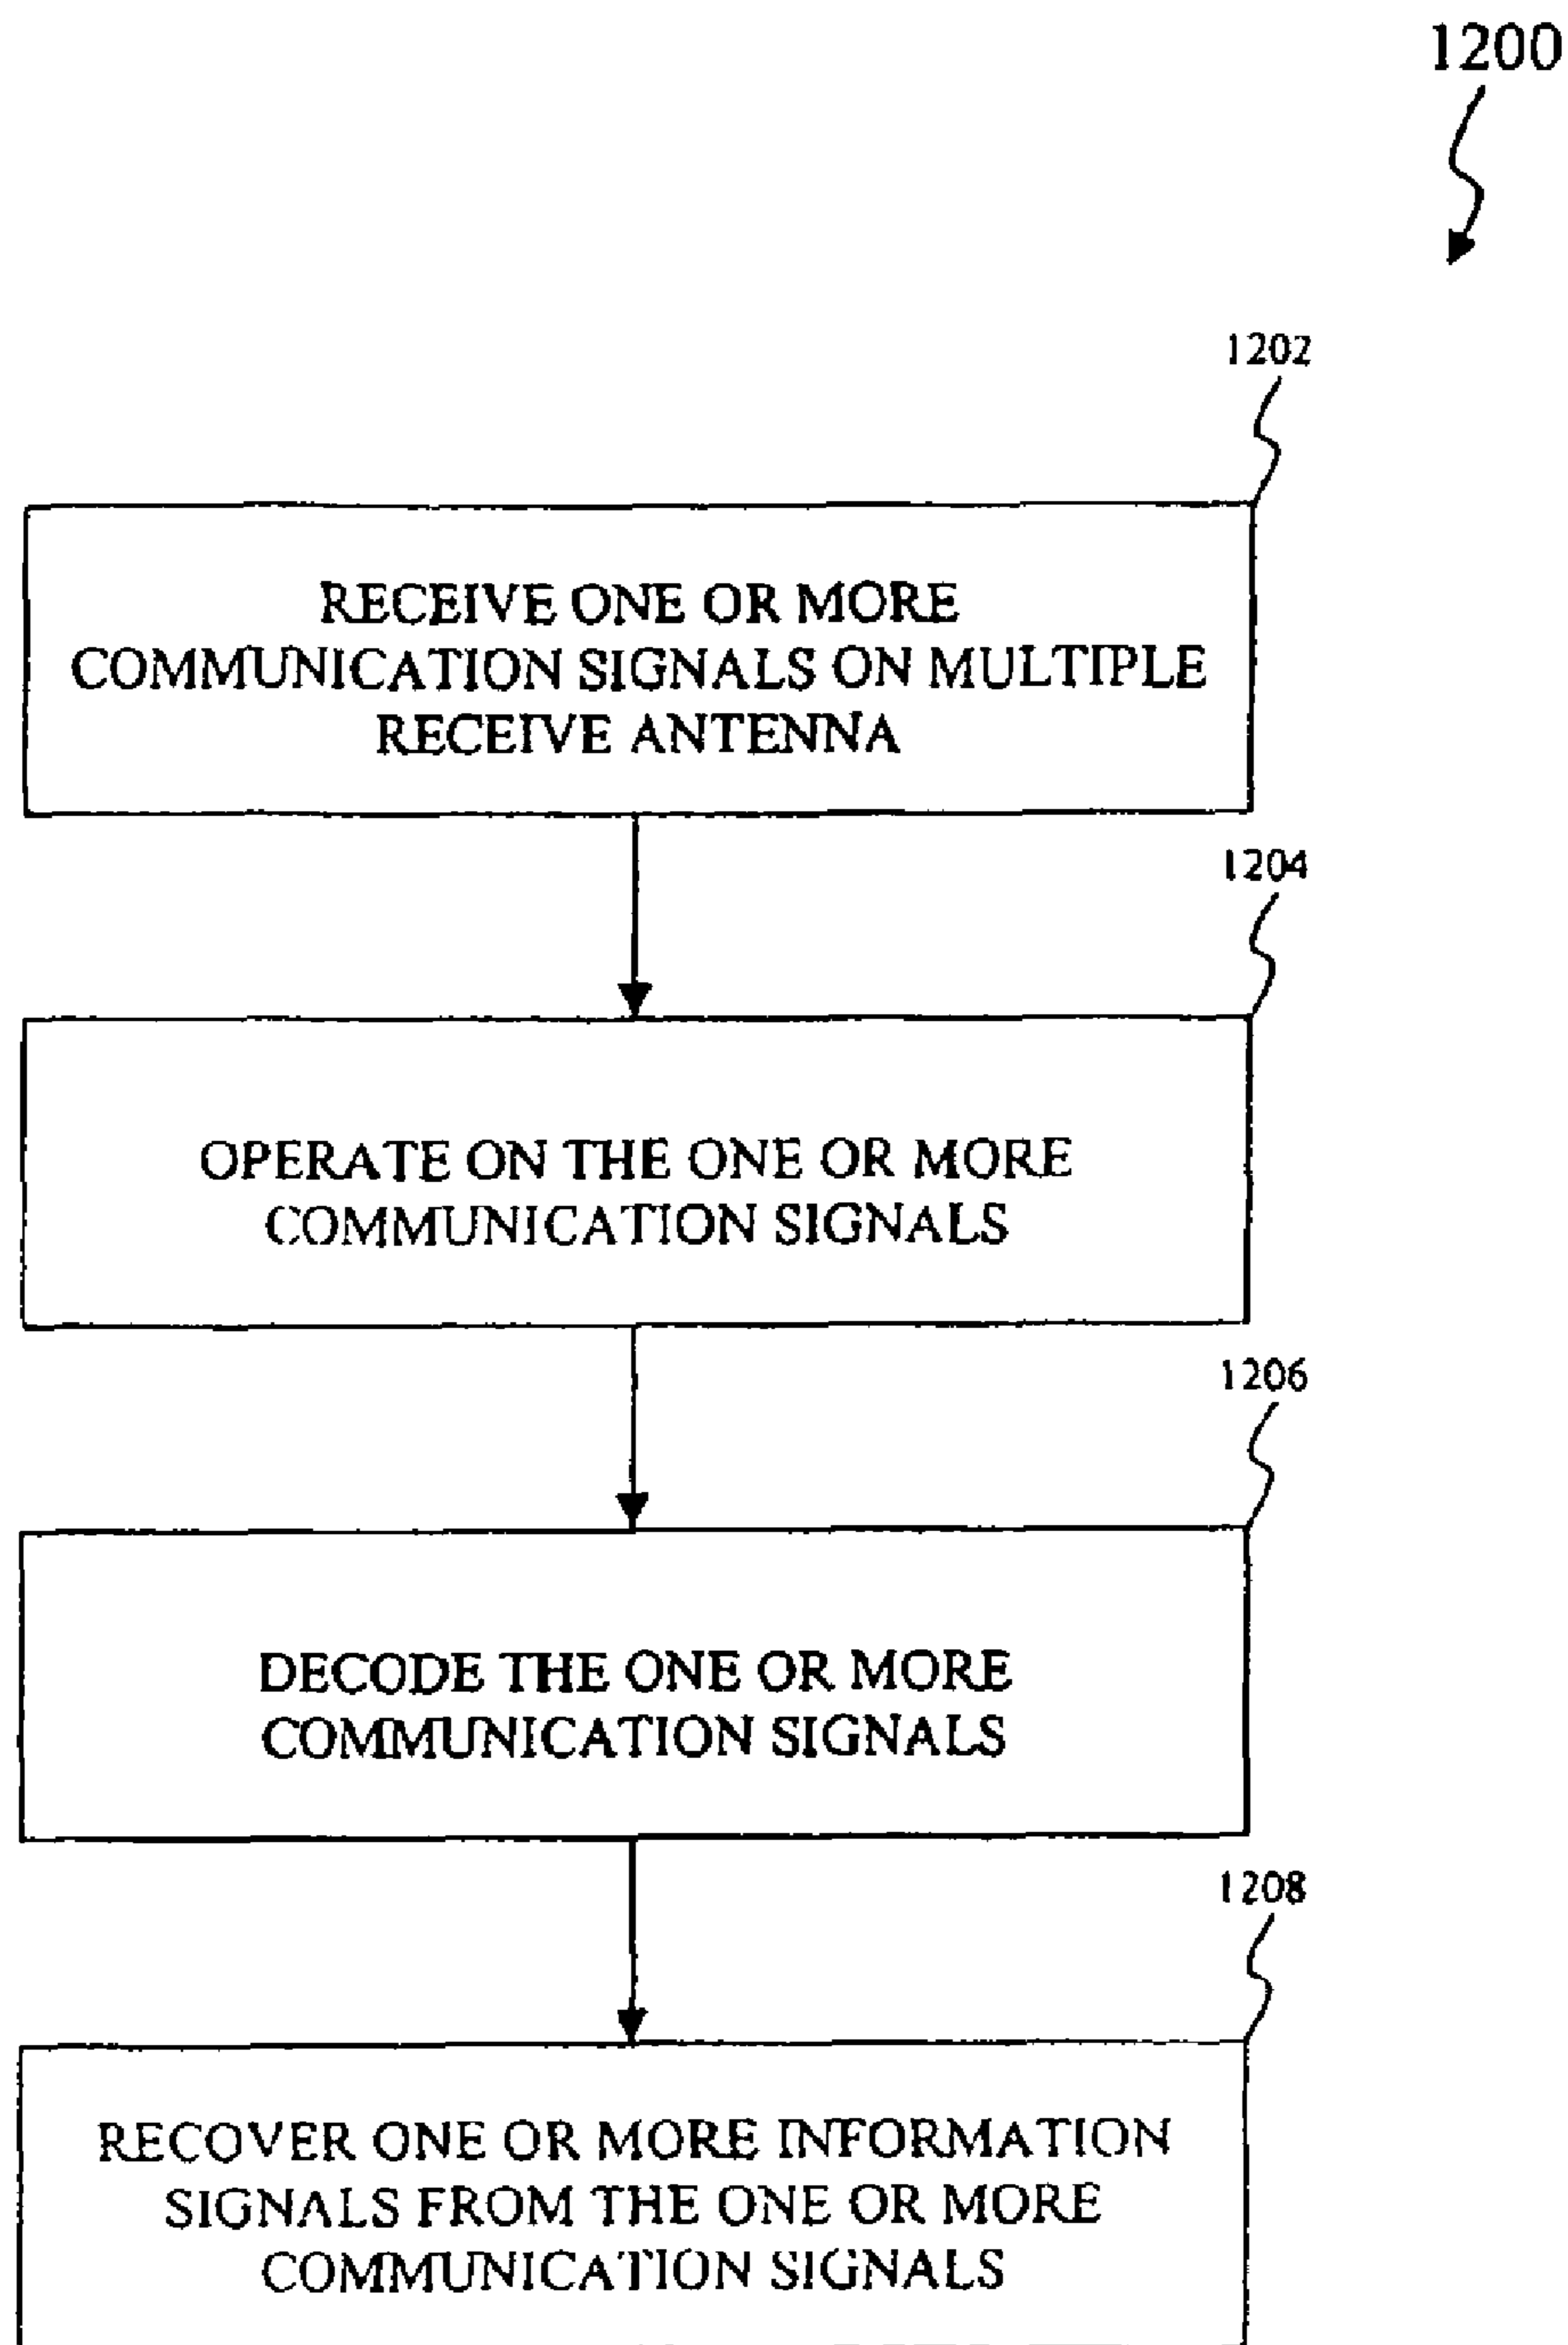 1200
1202
RECEIVE ONE OR MORE
COMMUNICATION SIGNALS ON MULTIPLE
RECEIVE ANTENNA
1204
OPERATE ON THE ONE OR MORE
COMMUNICATION SIGNALS
1206
DECODE THE ONE OR MORE
COMMUNICATION SIGNALS
1208
RECOVER ONE OR MORE INFORMATION
SIGNALS FROM THE ONE OR MORE
COMMUNICATION SIGNALS